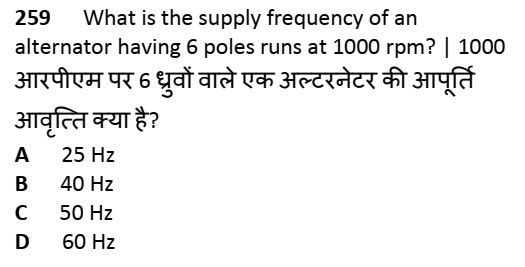 259 What is the supply frequency of an
alternator having 6 poles runs at 1000 rpm? | 1000
आरपीएम पर 6 ध्रुवों वाले एक अल्टरनेटर की आपूर्ति
आवृत्ति क्या है?
A 25 Hz
B 40 Hz
C 50 Hz
D 60 Hz